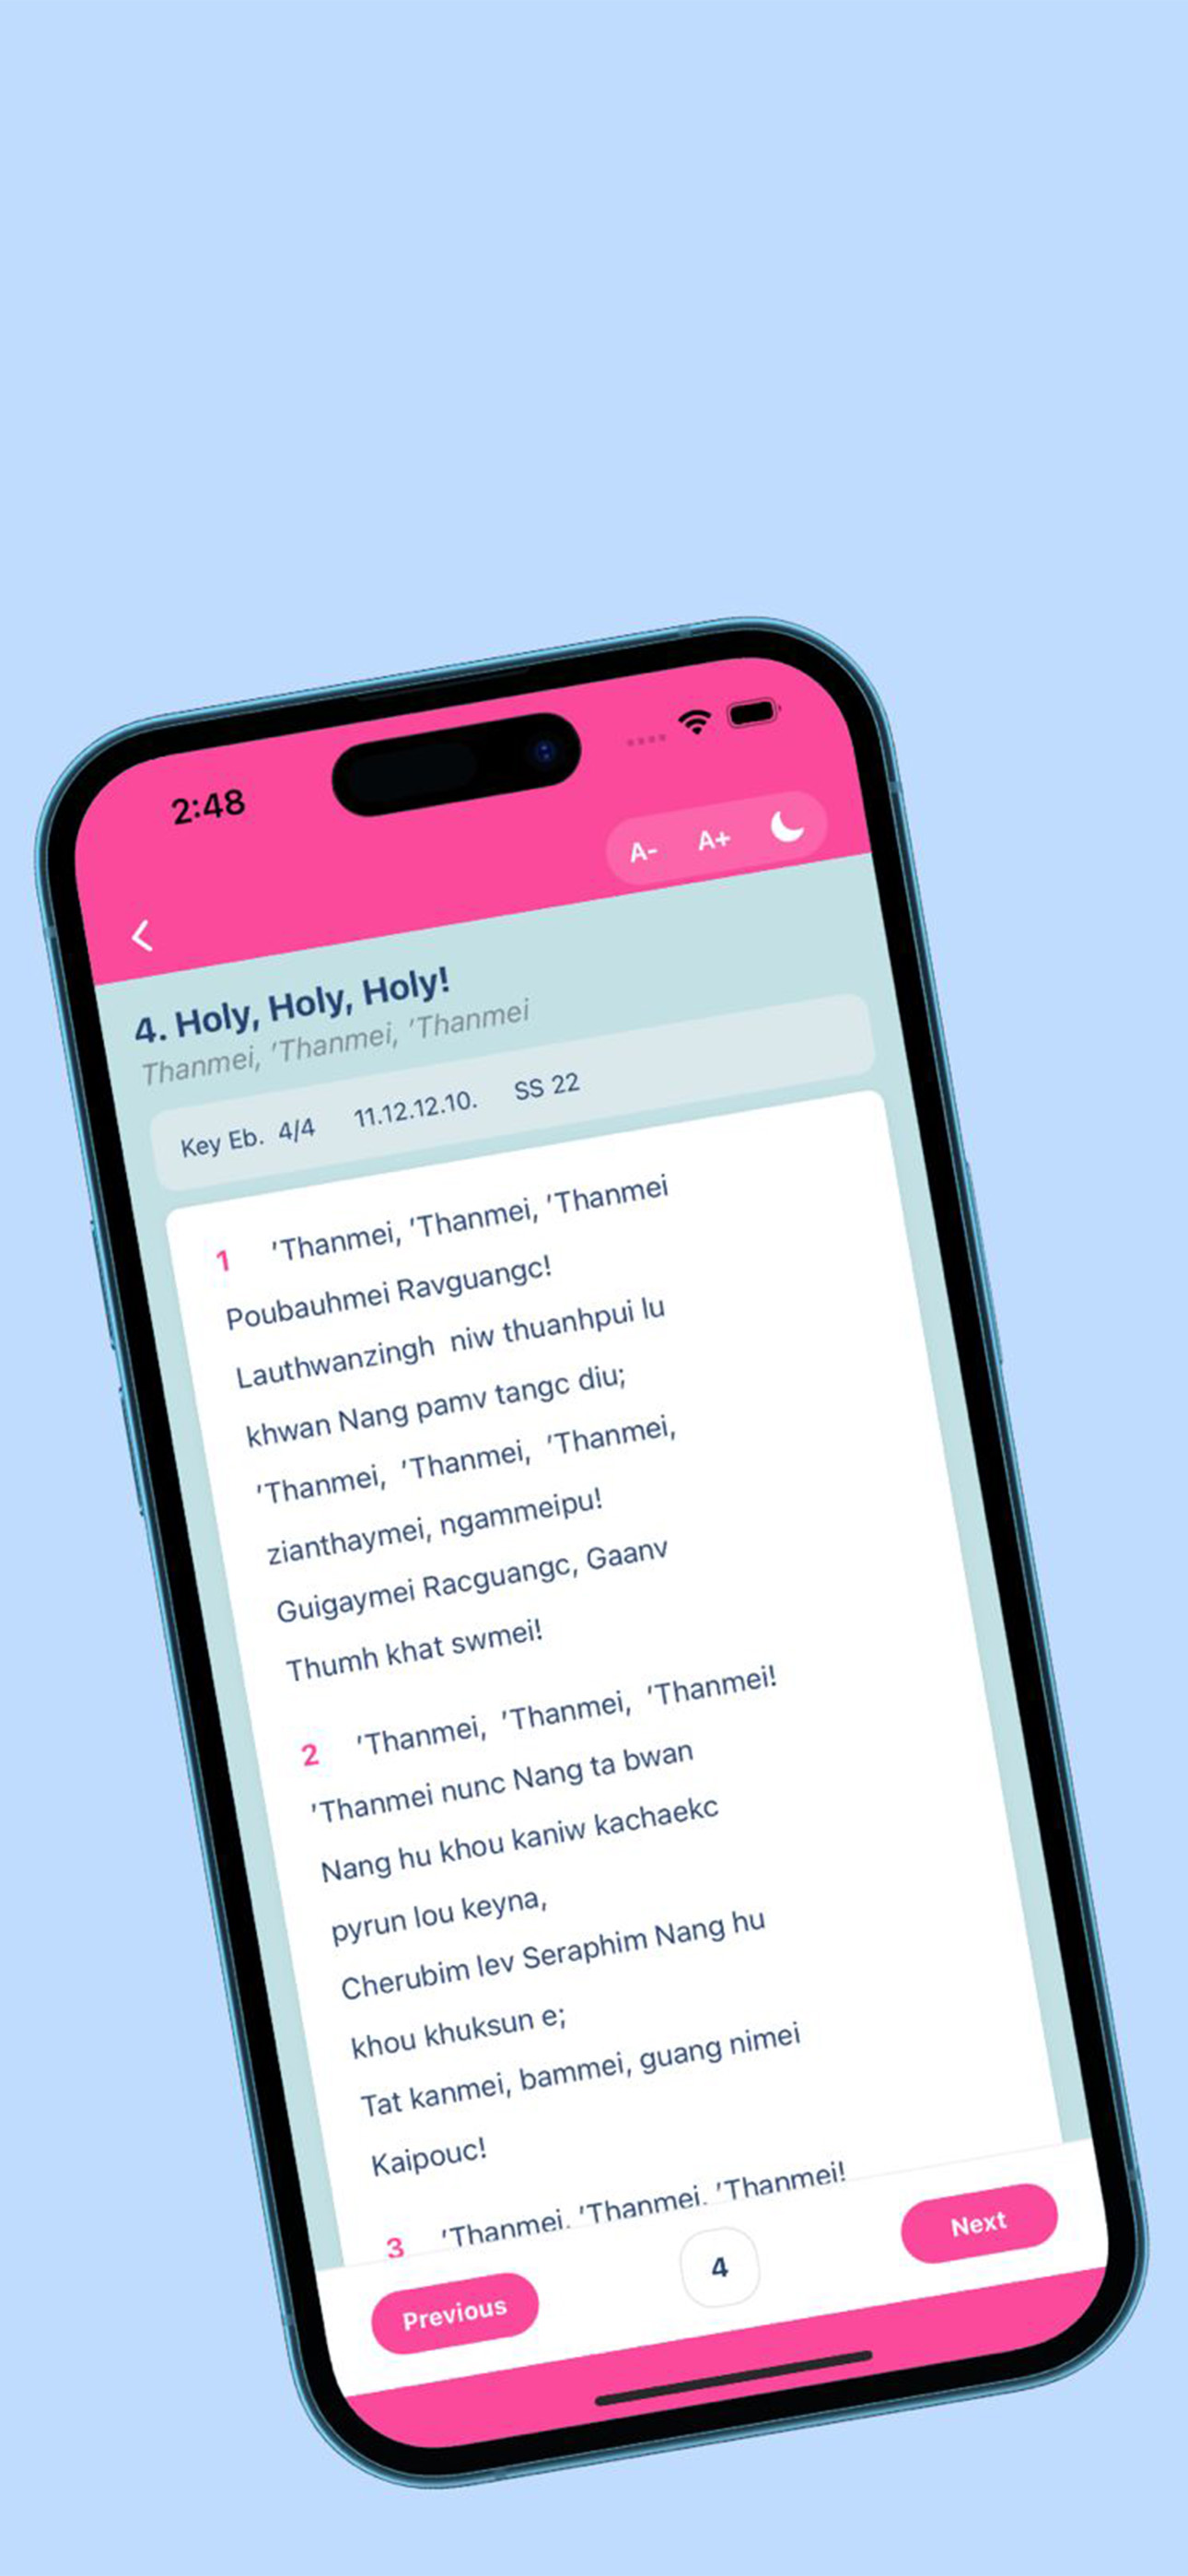 2:48
A- A+
4. Holy, Holy, Holy!
Thanmei, 'Thanmei, 'Thanmei
Key Eb. 4/4 11.12.12.10. SS 22
1 'Thanmei, 'Thanmei, 'Thanmei
Poubauhmei Ravguangc!
Lauthwanzingh niw thuanhpui lu
khwan Nang pamv tangc diu;
'Thanmei, 'Thanmei, 'Thanmei,
zianthaymei, ngammeipu!
Guigaymei Racguangc, Gaanv
Thumh khat swmei!
2 'Thanmei, 'Thanmei, 'Thanmei!
'Thanmei nunc Nang ta bwan
Nang hu khou kaniw kachaekc
pyrun lou keyna,
Cherubim lev Seraphim Nang hu
khou khuksun e;
Tat kanmei, bammei, guang nimei
Kaipouc!
3 'Thanmei, 'Thanmei, 'Thanmei!
Previous 4 Next